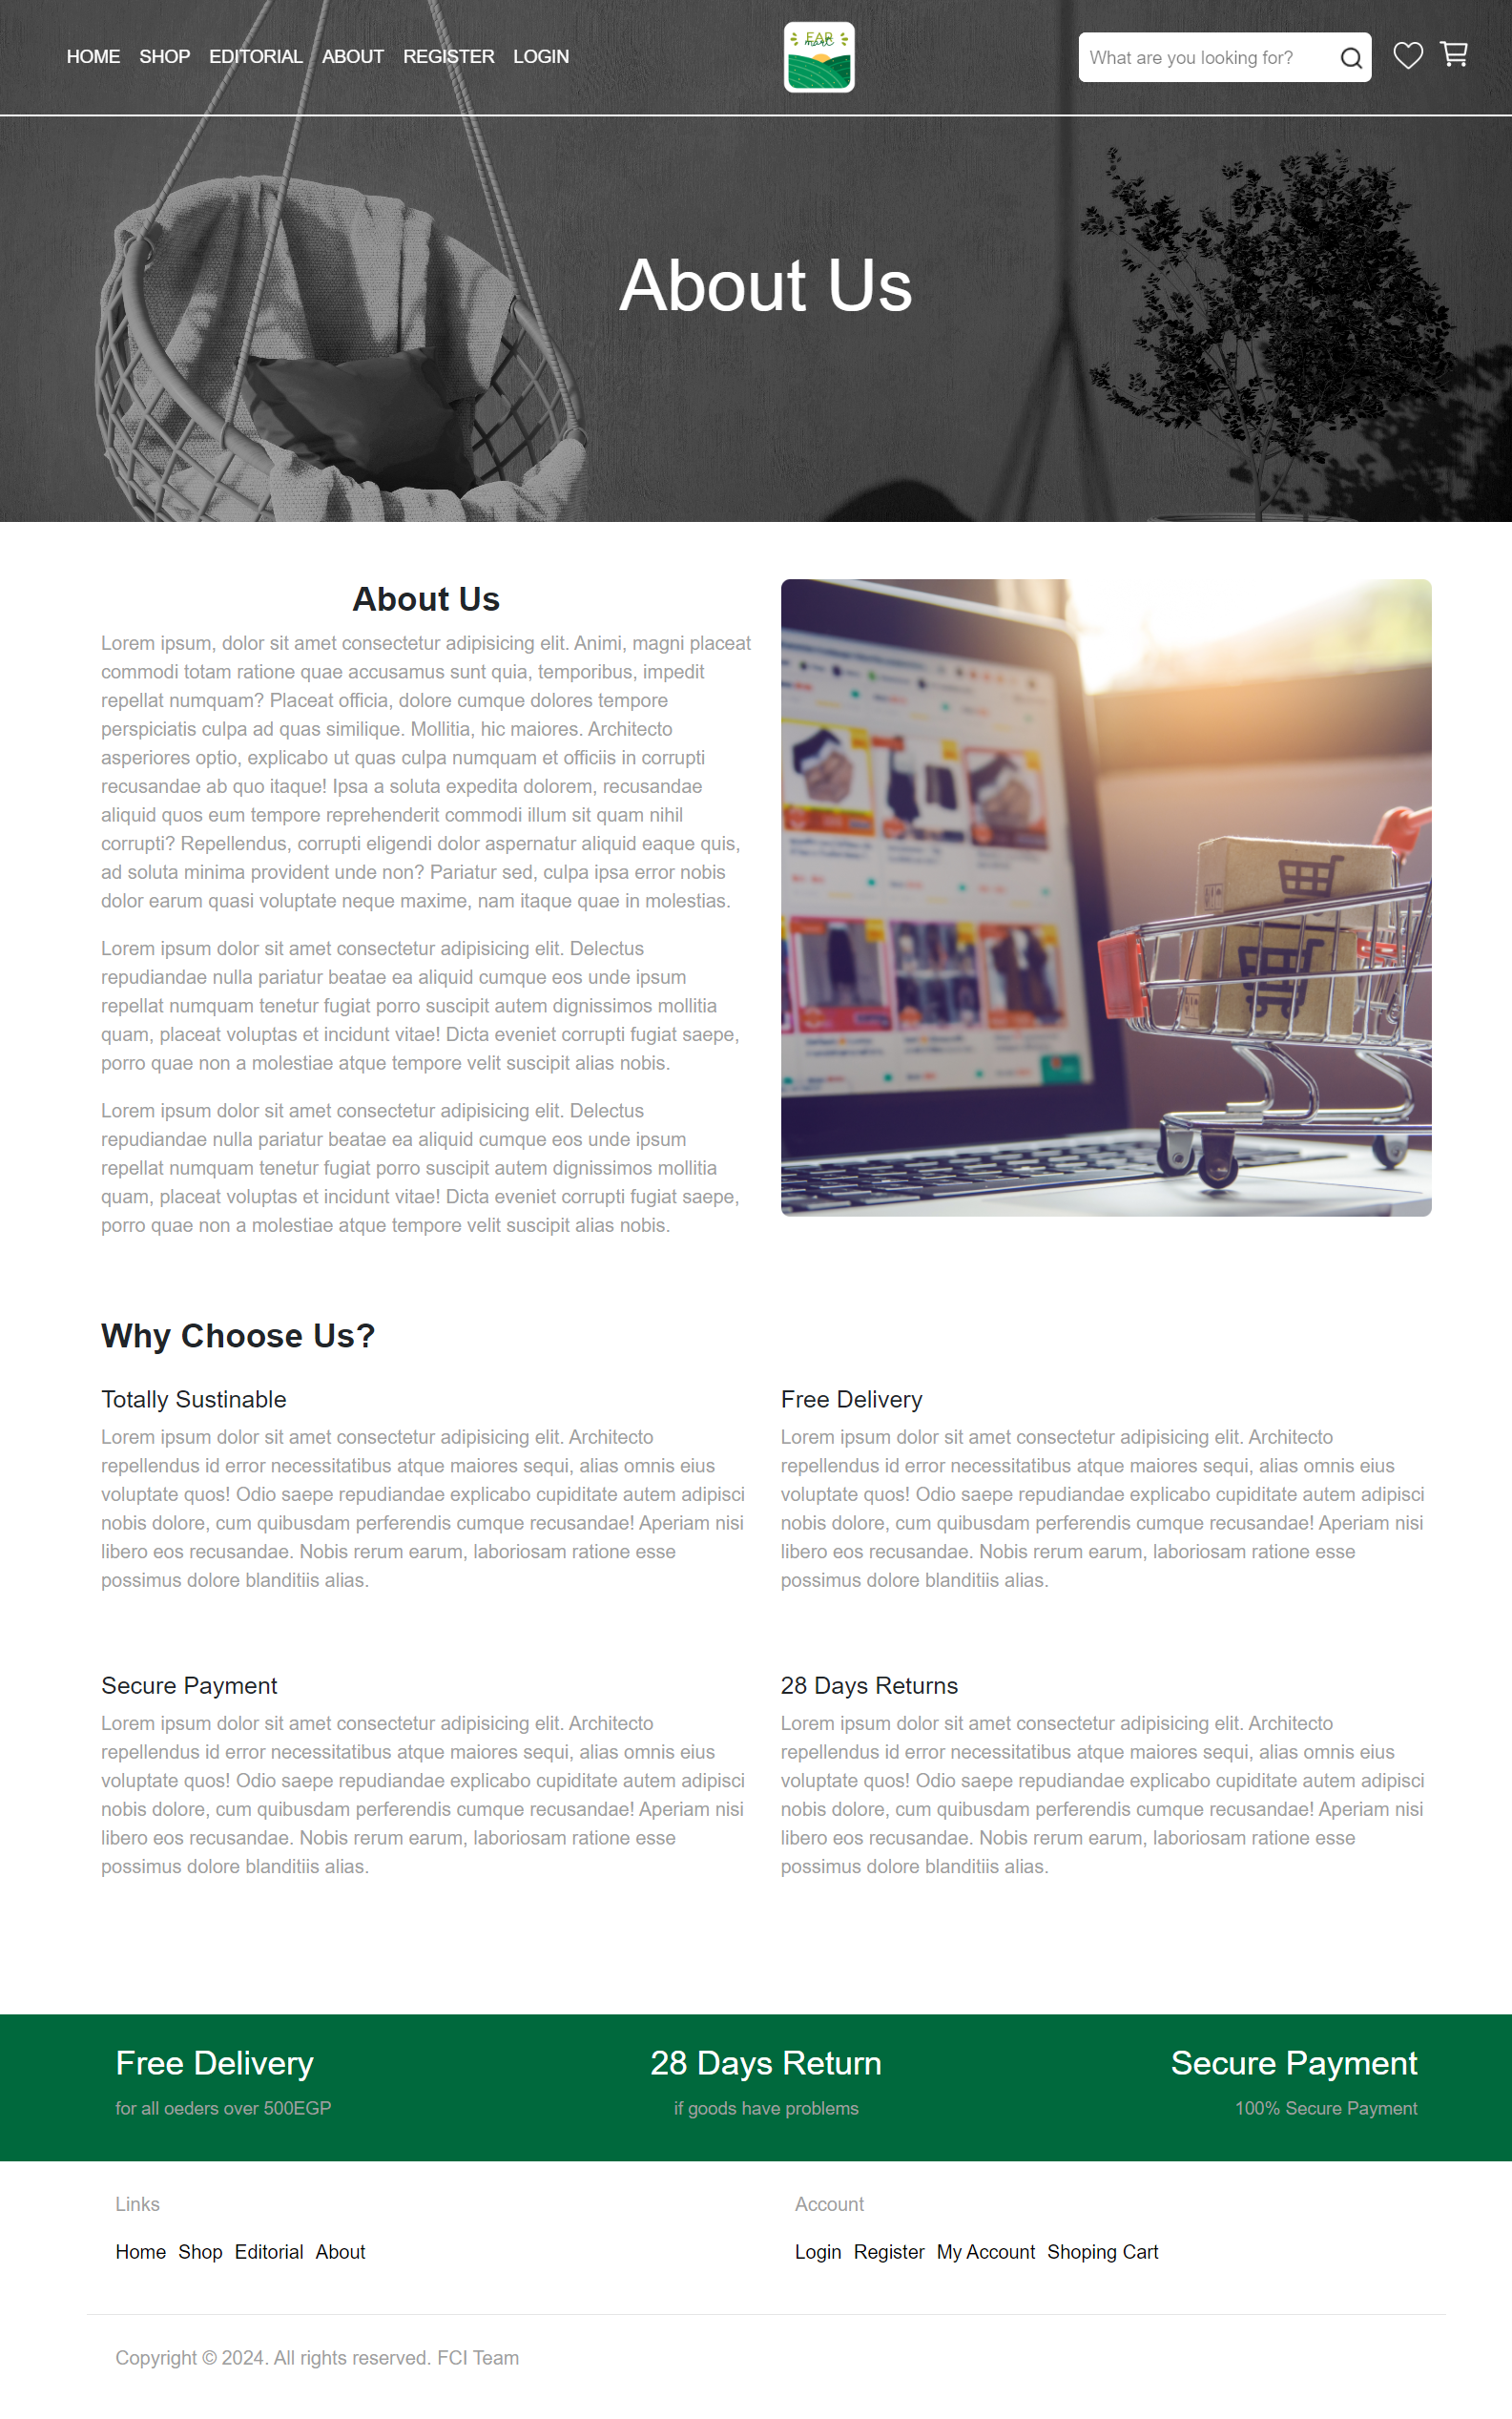 HOME SHOP EDITORIAL ABOUT REGISTER LOGIN
FAR
mart
What are you looking for?
About Us
About Us
Lorem ipsum, dolor sit amet consectetur adipisicing elit. Animi, magni placeat
commodi totam ratione quae accusamus sunt quia, temporibus, impedit
repellat numquam? Placeat officia, dolore cumque dolores tempore
perspiciatis culpa ad quas similique. Mollitia, hic maiores. Architecto
asperiores optio, explicabo ut quas culpa numquam et officiis in corrupti
recusandae ab quo itaque! Ipsa a soluta expedita dolorem, recusandae
aliquid quos eum tempore reprehenderit commodi illum sit quam nihil
corrupti? Repellendus, corrupti eligendi dolor aspernatur aliquid eaque quis,
ad soluta minima provident unde non? Pariatur sed, culpa ipsa error nobis
dolor earum quasi voluptate neque maxime, nam itaque quae in molestias.
Lorem ipsum dolor sit amet consectetur adipisicing elit. Delectus
repudiandae nulla pariatur beatae ea aliquid cumque eos unde ipsum
repellat numquam tenetur fugiat porro suscipit autem dignissimos mollitia
quam, placeat voluptas et incidunt vitae! Dicta eveniet corrupti fugiat saepe,
porro quae non a molestiae atque tempore velit suscipit alias nobis.
Lorem ipsum dolor sit amet consectetur adipisicing elit. Delectus
repudiandae nulla pariatur beatae ea aliquid cumque eos unde ipsum
repellat numquam tenetur fugiat porro suscipit autem dignissimos mollitia
quam, placeat voluptas et incidunt vitae! Dicta eveniet corrupti fugiat saepe,
porro quae non a molestiae atque tempore velit suscipit alias nobis.
Why Choose Us?
Totally Sustinable
Lorem ipsum dolor sit amet consectetur adipisicing elit. Architecto
repellendus id error necessitatibus atque maiores sequi, alias omnis eius
voluptate quos! Odio saepe repudiandae explicabo cupiditate autem adipisci
nobis dolore, cum quibusdam perferendis cumque recusandae! Aperiam nisi
libero eos recusandae. Nobis rerum earum, laboriosam ratione esse
possimus dolore blanditiis alias.
Free Delivery
Lorem ipsum dolor sit amet consectetur adipisicing elit. Architecto
repellendus id error necessitatibus atque maiores sequi, alias omnis eius
voluptate quos! Odio saepe repudiandae explicabo cupiditate autem adipisci
nobis dolore, cum quibusdam perferendis cumque recusandae! Aperiam nisi
libero eos recusandae. Nobis rerum earum, laboriosam ratione esse
possimus dolore blanditiis alias.
Secure Payment
Lorem ipsum dolor sit amet consectetur adipisicing elit. Architecto
repellendus id error necessitatibus atque maiores sequi, alias omnis eius
voluptate quos! Odio saepe repudiandae explicabo cupiditate autem adipisci
nobis dolore, cum quibusdam perferendis cumque recusandae! Aperiam nisi
libero eos recusandae. Nobis rerum earum, laboriosam ratione esse
possimus dolore blanditiis alias.
28 Days Returns
Lorem ipsum dolor sit amet consectetur adipisicing elit. Architecto
repellendus id error necessitatibus atque maiores sequi, alias omnis eius
voluptate quos! Odio saepe repudiandae explicabo cupiditate autem adipisci
nobis dolore, cum quibusdam perferendis cumque recusandae! Aperiam nisi
libero eos recusandae. Nobis rerum earum, laboriosam ratione esse
possimus dolore blanditiis alias.
Free Delivery
for all oeders over 500EGP
28 Days Return
if goods have problems
Secure Payment
100% Secure Payment
Links
Home Shop Editorial About
Account
Login Register My Account Shoping Cart
Copyright © 2024. All rights reserved. FCI Team